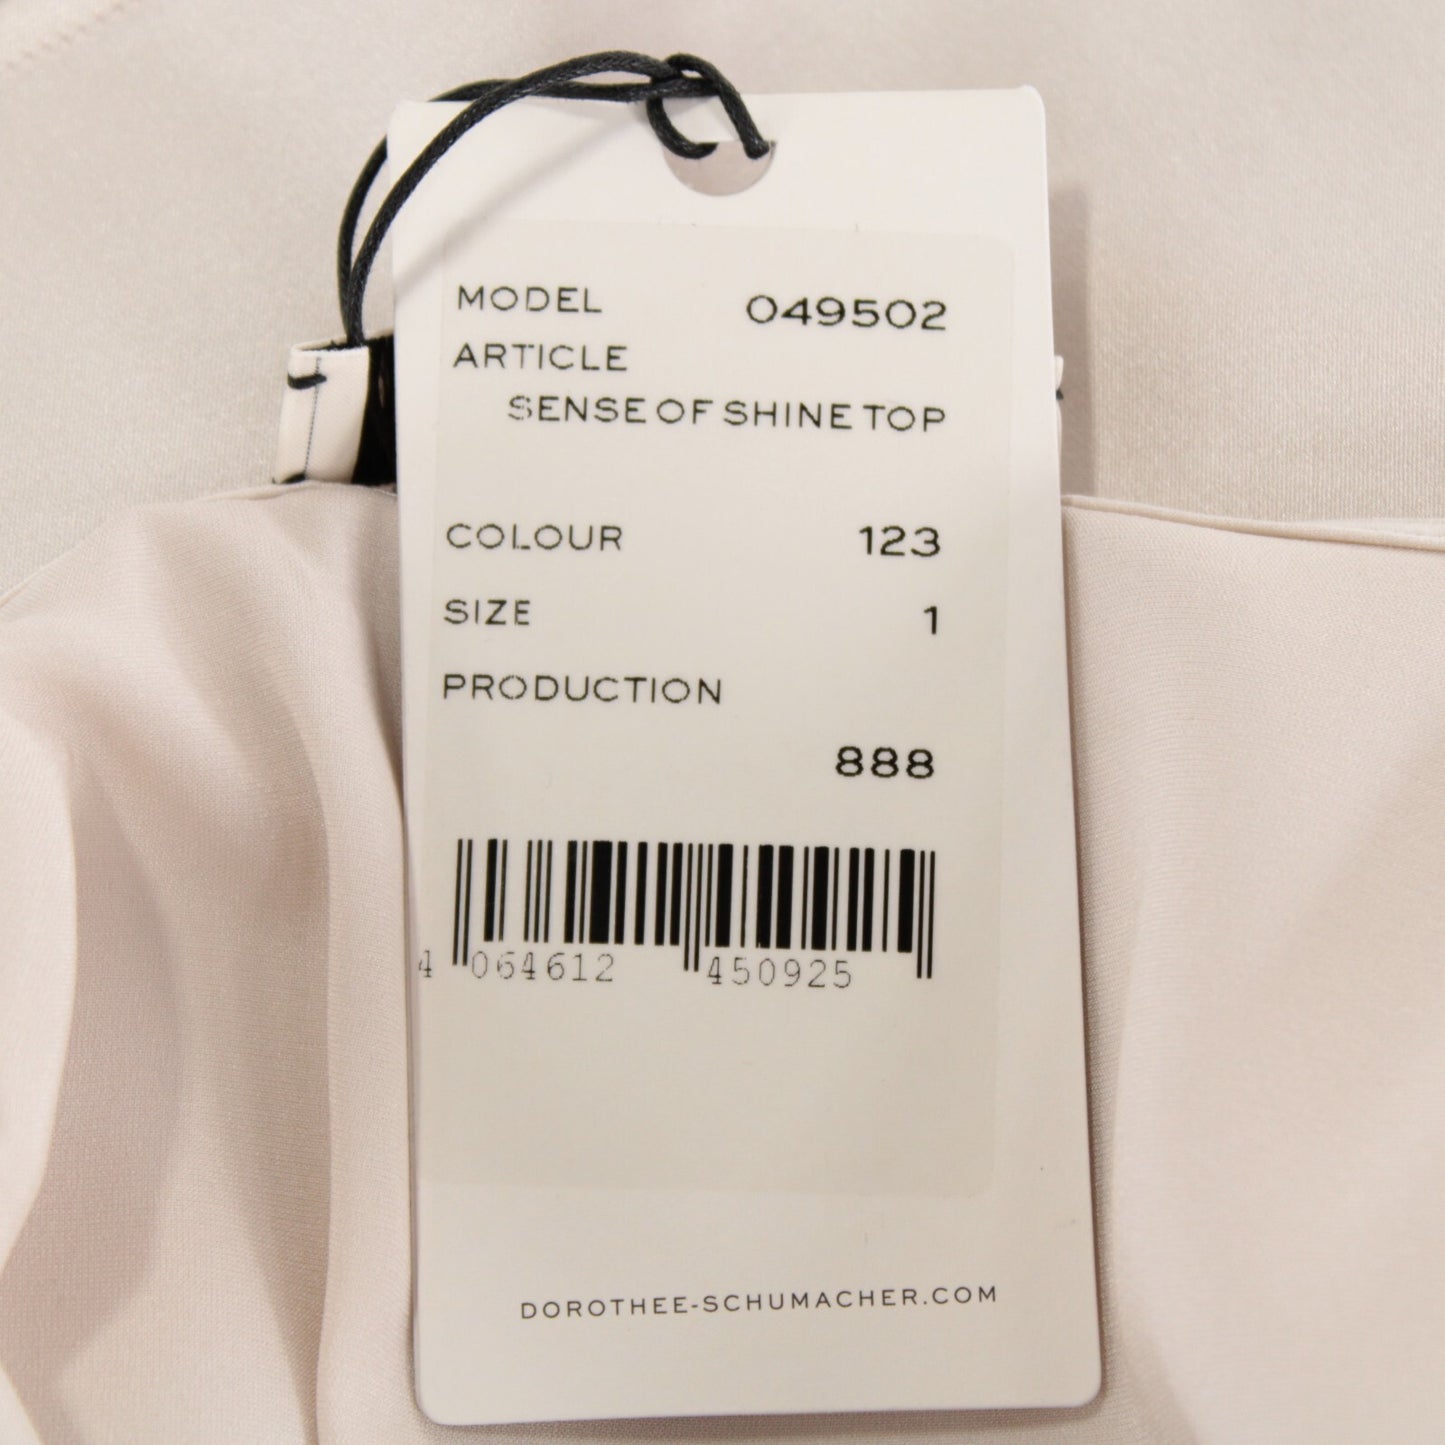 MODEL 049502
ARTICLE
SENSE OF SHINE TOP
COLOUR 123
SIZE 1
PRODUCTION
888
4 064612 450925
DOROTHEE-SCHUMACHER.COM